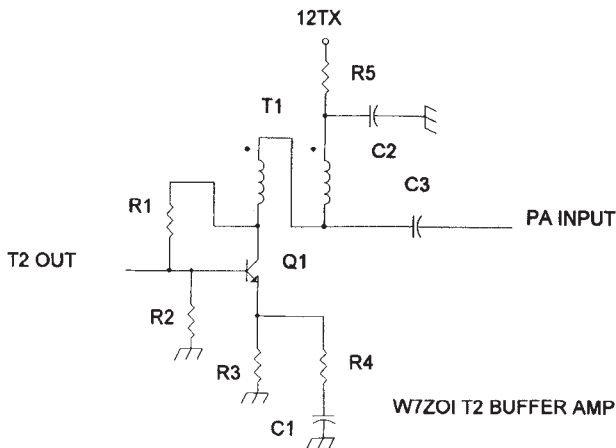 12TX
R5
T1
C2
C3
R1
PA INPUT
T2 OUT
Q1
R2
R3
R4
W7ZOI T2 BUFFER AMP
C1